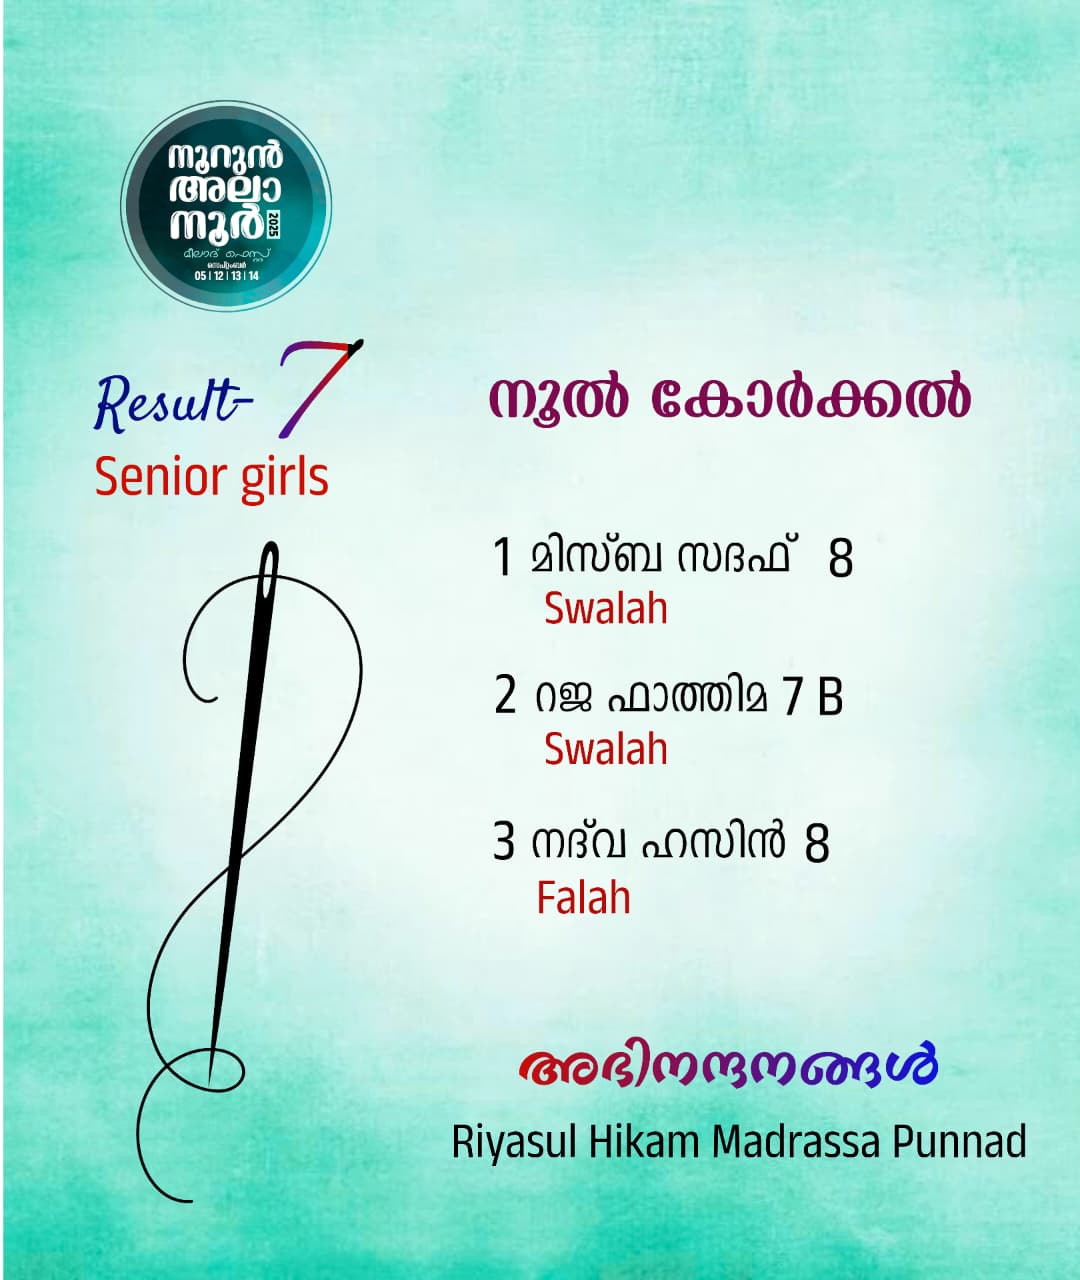 നൂറുൻ
അലാ
നൂർ 2025
മീലാദ് ഫെസ്റ്റ്
സെപ്തംബർ
05 | 12 | 13 | 14
Result- 7
Senior girls
നൂൽ കോർക്കൽ
1 മിസ്ബ സദഫ് 8
Swalah
2 റജ ഫാത്തിമ 7 B
Swalah
3 നദ്‌വ ഹസിൻ 8
Falah
അഭിനന്ദനങ്ങൾ
Riyasul Hikam Madrassa Punnad